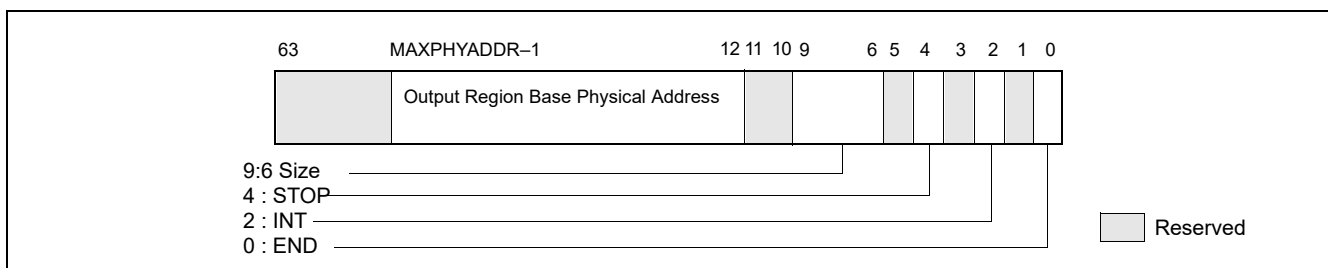 63 MAXPHYADDR–1 12 11 10 9 6 5 4 3 2 1 0
Output Region Base Physical Address
9:6 Size
4 : STOP
2 : INT
0 : END
Reserved